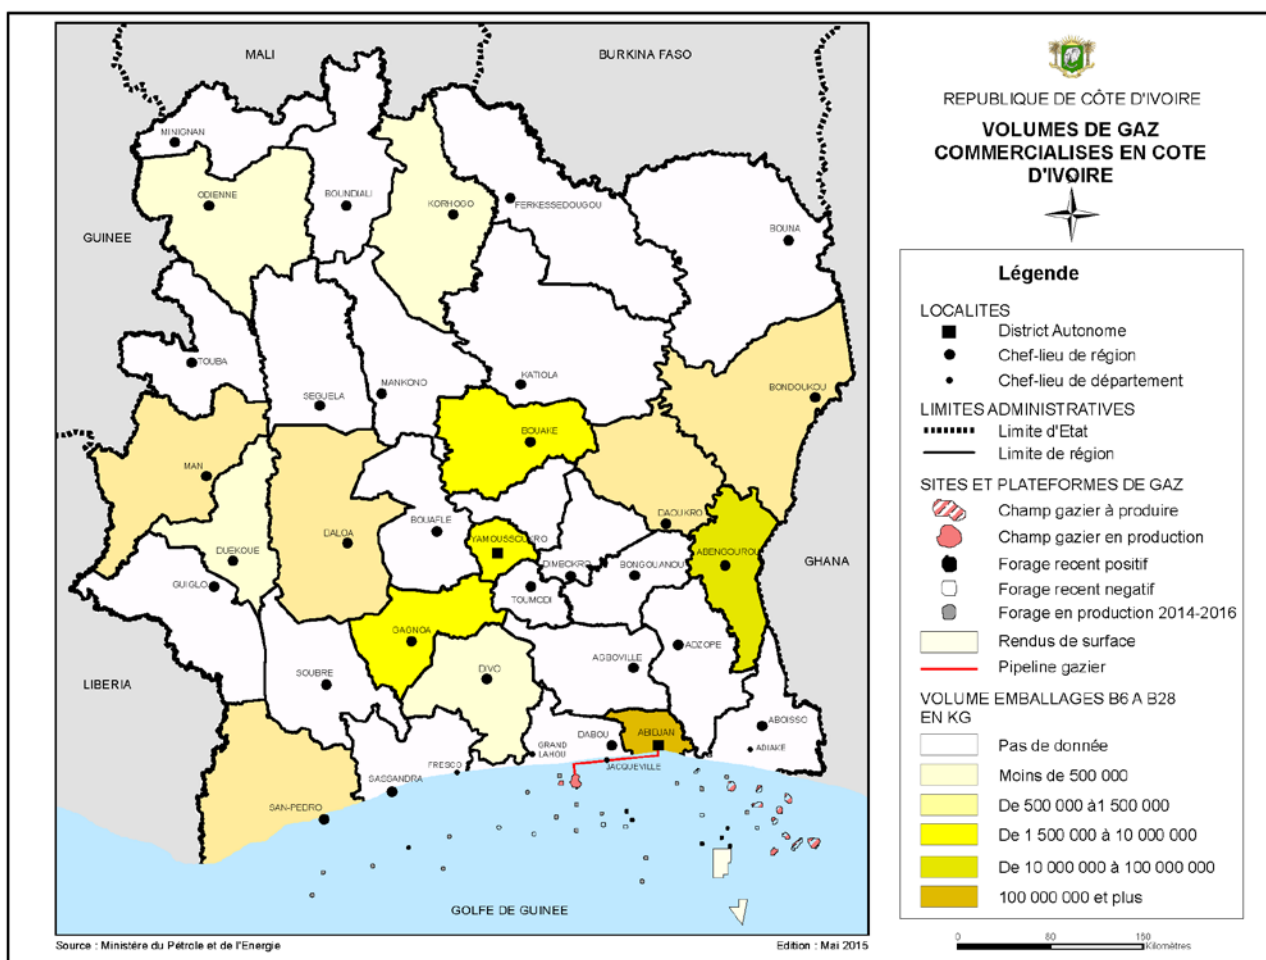 MALI
BURKINA FASO
MINIGNAN
ODIENNE
BOUNDIALI
KORHOGO
FERKESSEDOUGOU
BOUNA
GUINEE
TOUBA
SEGUELA
MANKONO
KATIOLA
BONDOUKOU
BOUAKE
MAN
DALOA
BOUAFLE
YAMOUSSOUKRO
DAOUKRO
ABENGOUROU
DUEKOUE
GUIGLO
DIMBOKRO
BONGOUANOU
GHANA
TOUMODI
GAGNOA
ADZOPE
AGBOVILLE
DIVO
SOUBRE
LIBERIA
ABOISSO
ADIAKE
ABIDJAN
DABOU
GRAND
LAHOU
JACQUEVILLE
FRESCO
SASSANDRA
SAN-PEDRO
GOLFE DE GUINEE
Source : Ministère du Pétrole et de l'Energie
Edition : Mai 2015
REPUBLIQUE DE CÔTE D'IVOIRE
VOLUMES DE GAZ
COMMERCIALISES EN COTE
D'IVOIRE
Légende
LOCALITES
District Autonome
Chef-lieu de région
Chef-lieu de département
LIMITES ADMINISTRATIVES
Limite d'Etat
Limite de région
SITES ET PLATEFORMES DE GAZ
Champ gazier à produire
Champ gazier en production
Forage recent positif
Forage recent negatif
Forage en production 2014-2016
Rendus de surface
Pipeline gazier
VOLUME EMBALLAGES B6 A B28
EN KG
Pas de donnée
Moins de 500 000
De 500 000 à1 500 000
De 1 500 000 à 10 000 000
De 10 000 000 à 100 000 000
100 000 000 et plus
0 80 160
Kilomètres